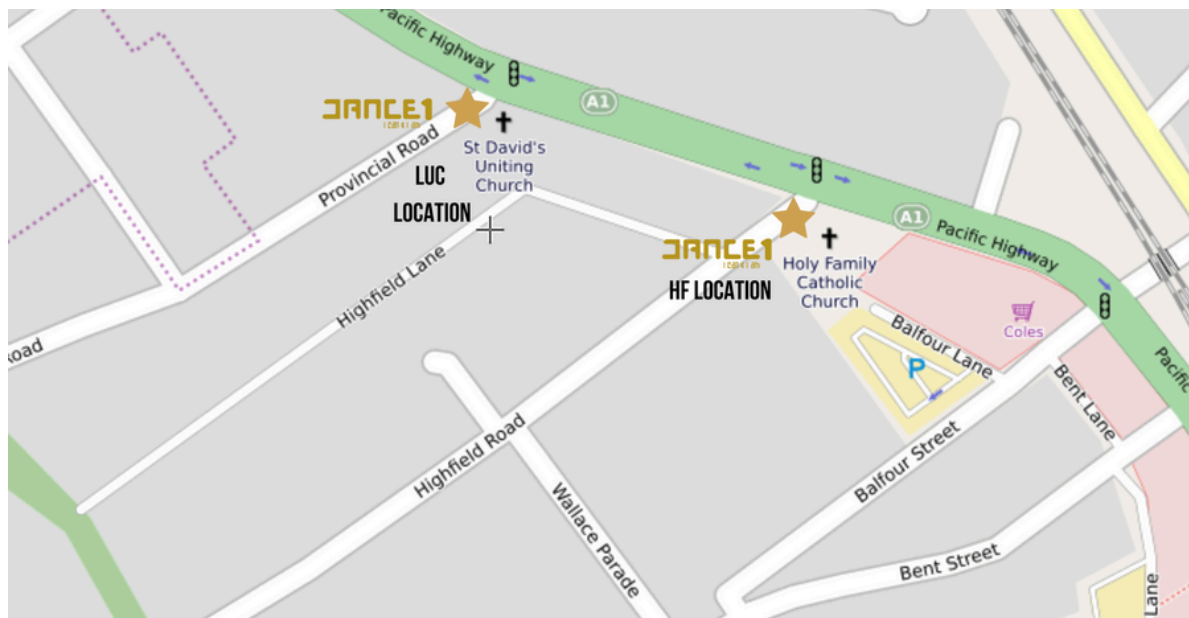 Pacific Highway
A1
DANCE1
St David's
Uniting
Church
Provincial Road
LUC
LOCATION
A1
Pacific Highway
DANCE1
HF LOCATION
Holy Family
Catholic
Church
Highfield Lane
Coles
Balfour Lane
P
oad
Pacific
Bent Lane
Highfield Road
Balfour Street
Wallace Parade
Bent Street
Lane